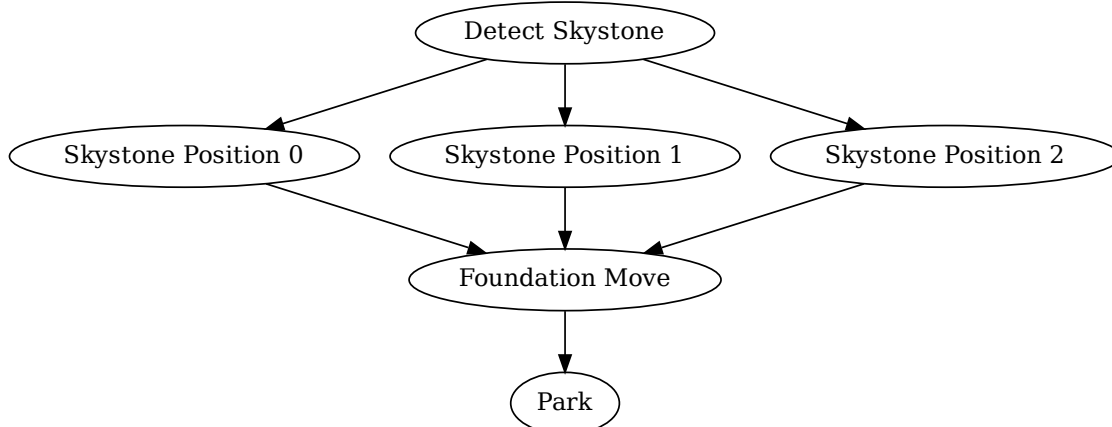 Detect Skystone
Skystone Position 0
Skystone Position 1
Skystone Position 2
Foundation Move
Park